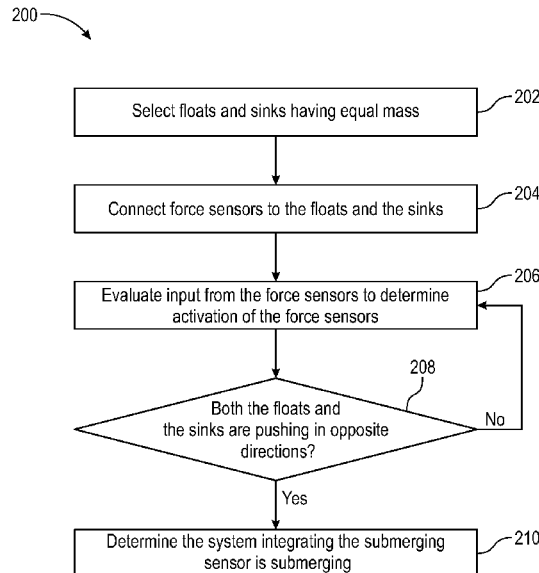 200
Select floats and sinks having equal mass
202
Connect force sensors to the floats and the sinks
204
Evaluate input from the force sensors to determine
activation of the force sensors
206
Both the floats and
the sinks are pushing in opposite
directions?
208
No
Yes
Determine the system integrating the submerging
sensor is submerging
210